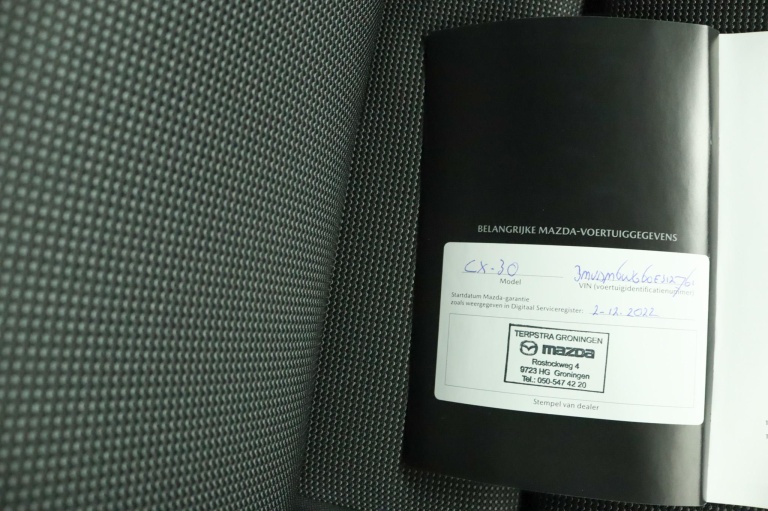 BELANGRIJKE MAZDA-VOERTUIGGEGEVENS
CX-30
Model
VIN (voertuigidentificatienummer)
Startdatum Mazda-garantie
zoals weergegeven in Digitaal Serviceregister: 2-12-2022
TERPSTRA GRONINGEN
mazda
Rostockweg 4
9723 HG Groningen
Tel.: 050-547 42 20
Stempel van dealer